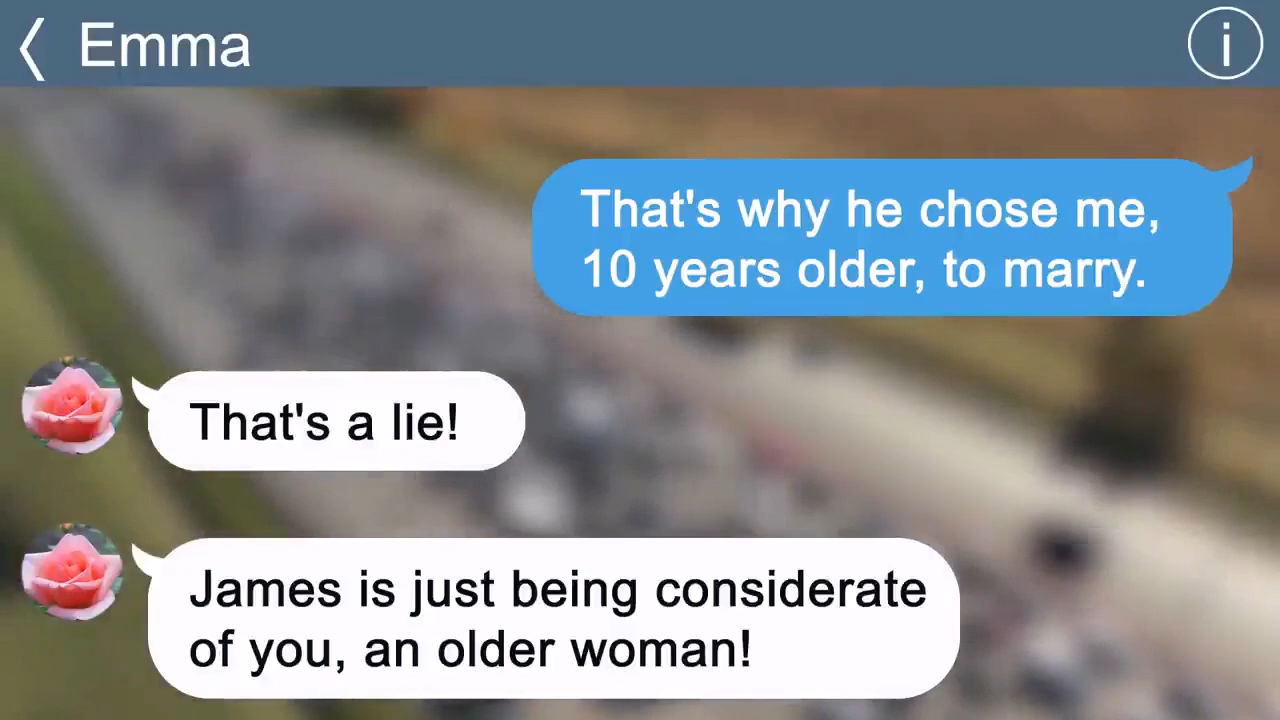 Emma
i
That's why he chose me,
10 years older, to marry.
That's a lie!
James is just being considerate
of you, an older woman!